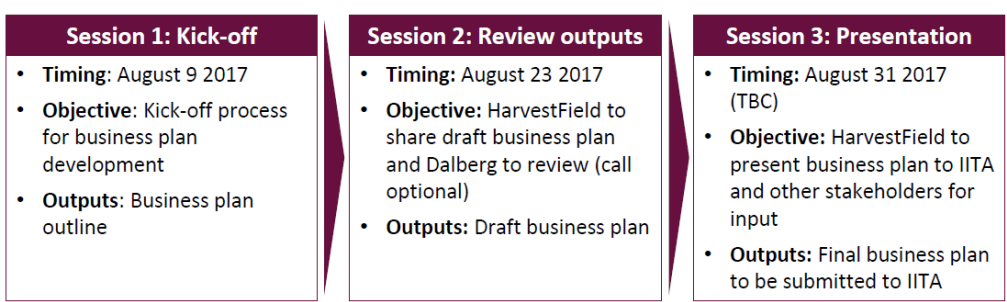 Session 1: Kick-off
• Timing: August 9 2017
• Objective: Kick-off process
for business plan
development
• Outputs: Business plan
outline
Session 2: Review outputs
• Timing: August 23 2017
• Objective: HarvestField to
share draft business plan
and Dalberg to review (call
optional)
• Outputs: Draft business plan
Session 3: Presentation
• Timing: August 31 2017
(TBC)
• Objective: HarvestField to
present business plan to IITA
and other stakeholders for
input
• Outputs: Final business plan
to be submitted to IITA